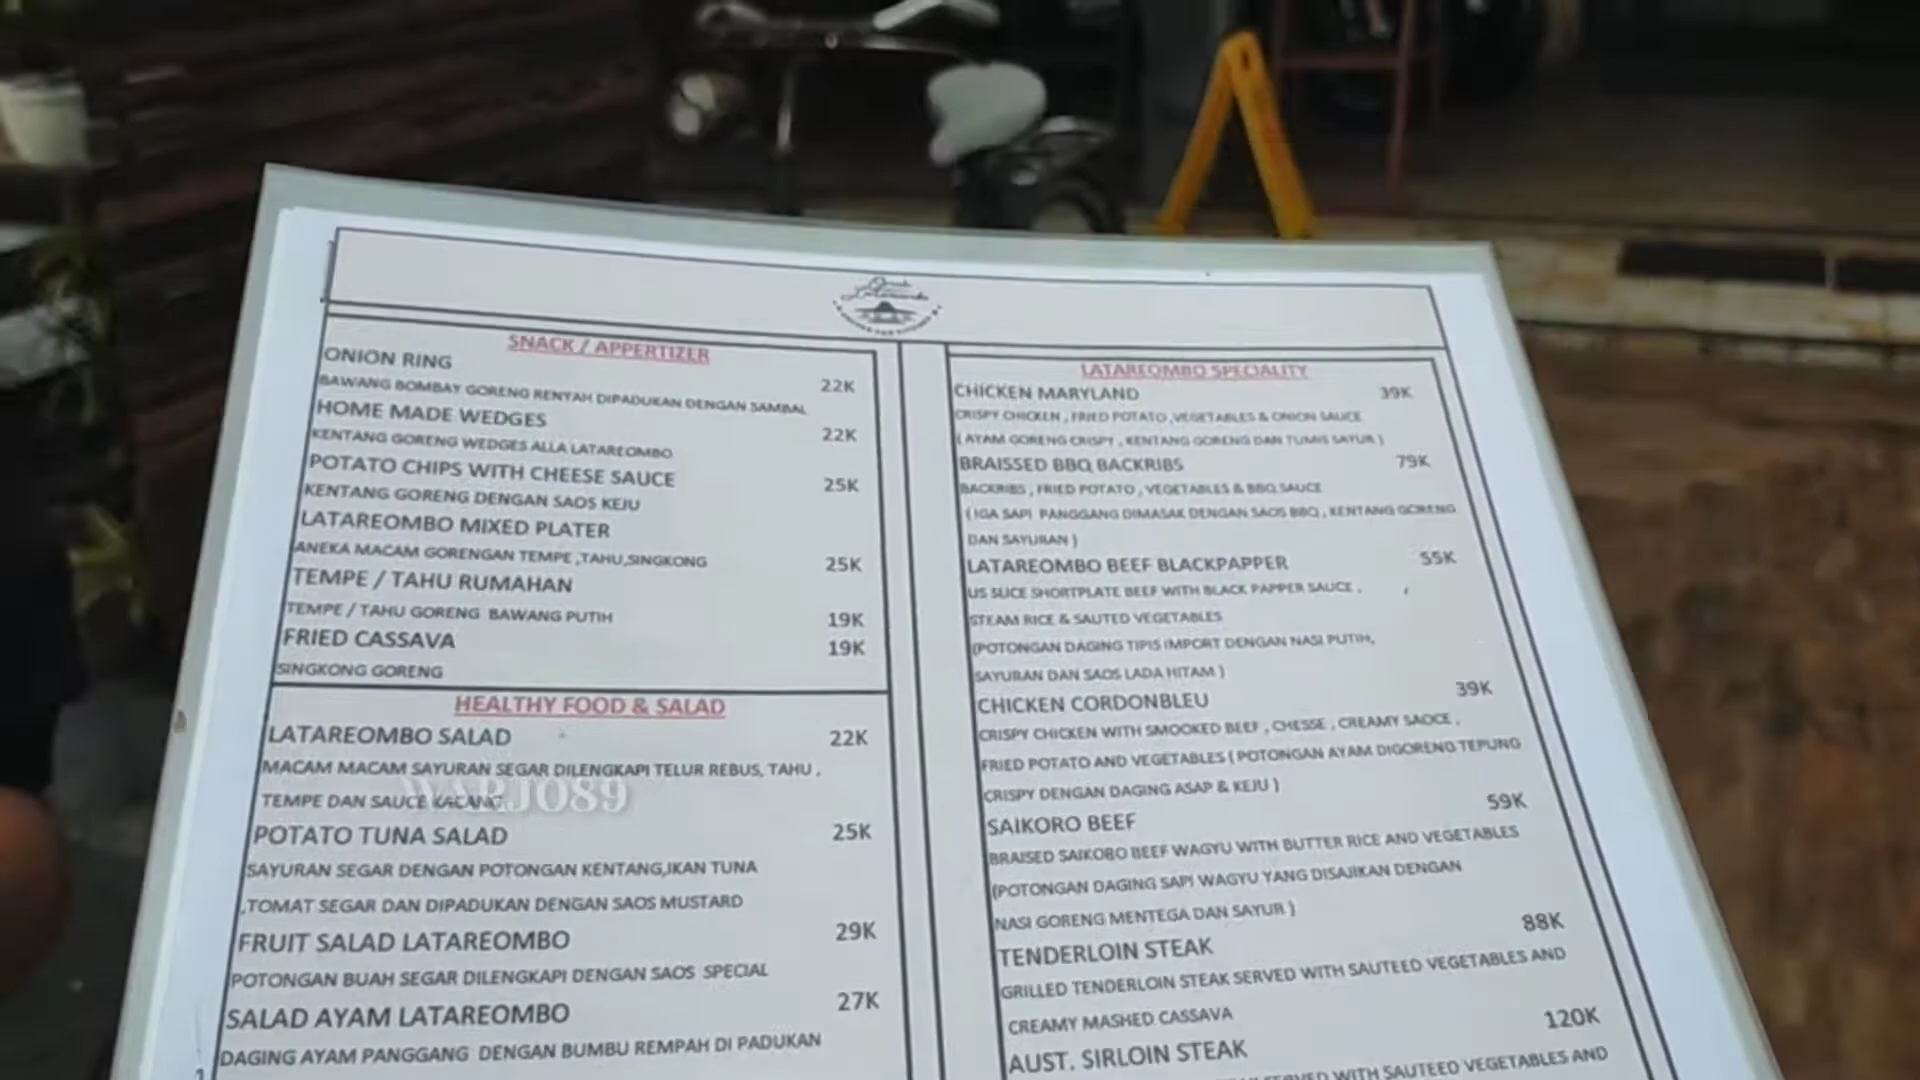 Latareombo
SNACK / APPERTIZER
ONION RING
22K
BAWANG BOMBAY GORENG RENYAH DIPADUKAN DENGAN SAMBAL
HOME MADE WEDGES
22K
KENTANG GORENG WEDGES ALLA LATAREOMBO
POTATO CHIPS WITH CHEESE SAUCE
25K
KENTANG GORENG DENGAN SAOS KEJU
LATAREOMBO MIXED PLATER
ANEKA MACAM GORENGAN TEMPE ,TAHU,SINGKONG
25K
TEMPE / TAHU RUMAHAN
TEMPE / TAHU GORENG BAWANG PUTIH
19K
FRIED CASSAVA
19K
SINGKONG GORENG
HEALTHY FOOD & SALAD
LATAREOMBO SALAD
22K
MACAM MACAM SAYURAN SEGAR DILENGKAPI TELUR REBUS, TAHU ,
TEMPE DAN SAUCE KACANG
WARJO89
POTATO TUNA SALAD
25K
SAYURAN SEGAR DENGAN POTONGAN KENTANG,IKAN TUNA
,TOMAT SEGAR DAN DIPADUKAN DENGAN SAOS MUSTARD
FRUIT SALAD LATAREOMBO
29K
POTONGAN BUAH SEGAR DILENGKAPI DENGAN SAOS SPECIAL
SALAD AYAM LATAREOMBO
27K
DAGING AYAM PANGGANG DENGAN BUMBU REMPAH DI PADUKAN
LATAREOMBO SPECIALITY
CHICKEN MARYLAND
39K
CRISPY CHICKEN , FRIED POTATO ,VEGETABLES & ONION SAUCE
( AYAM GORENG CRISPY , KENTANG GORENG DAN TUMIS SAYUR )
BRAISSED BBQ BACKRIBS
79K
BACKRIBS , FRIED POTATO , VEGETABLES & BBQ SAUCE
( IGA SAPI PANGGANG DIMASAK DENGAN SAOS BBQ , KENTANG GORENG
DAN SAYURAN )
LATAREOMBO BEEF BLACKPAPPER
55K
US SLICE SHORTPLATE BEEF WITH BLACK PAPPER SAUCE ,
STEAM RICE & SAUTED VEGETABLES
(POTONGAN DAGING TIPIS IMPORT DENGAN NASI PUTIH,
SAYURAN DAN SAOS LADA HITAM )
CHICKEN CORDONBLEU
39K
CRISPY CHICKEN WITH SMOOKED BEEF , CHESSE , CREAMY SAOCE ,
FRIED POTATO AND VEGETABLES ( POTONGAN AYAM DIGORENG TEPUNG
CRISPY DENGAN DAGING ASAP & KEJU )
SAIKORO BEEF
59K
BRAISED SAIKORO BEEF WAGYU WITH BUTTER RICE AND VEGETABLES
(POTONGAN DAGING SAPI WAGYU YANG DISAJIKAN DENGAN
NASI GORENG MENTEGA DAN SAYUR )
TENDERLOIN STEAK
88K
GRILLED TENDERLOIN STEAK SERVED WITH SAUTEED VEGETABLES AND
CREAMY MASHED CASSAVA
AUST. SIRLOIN STEAK
120K
SERVED WITH SAUTEED VEGETABLES AND